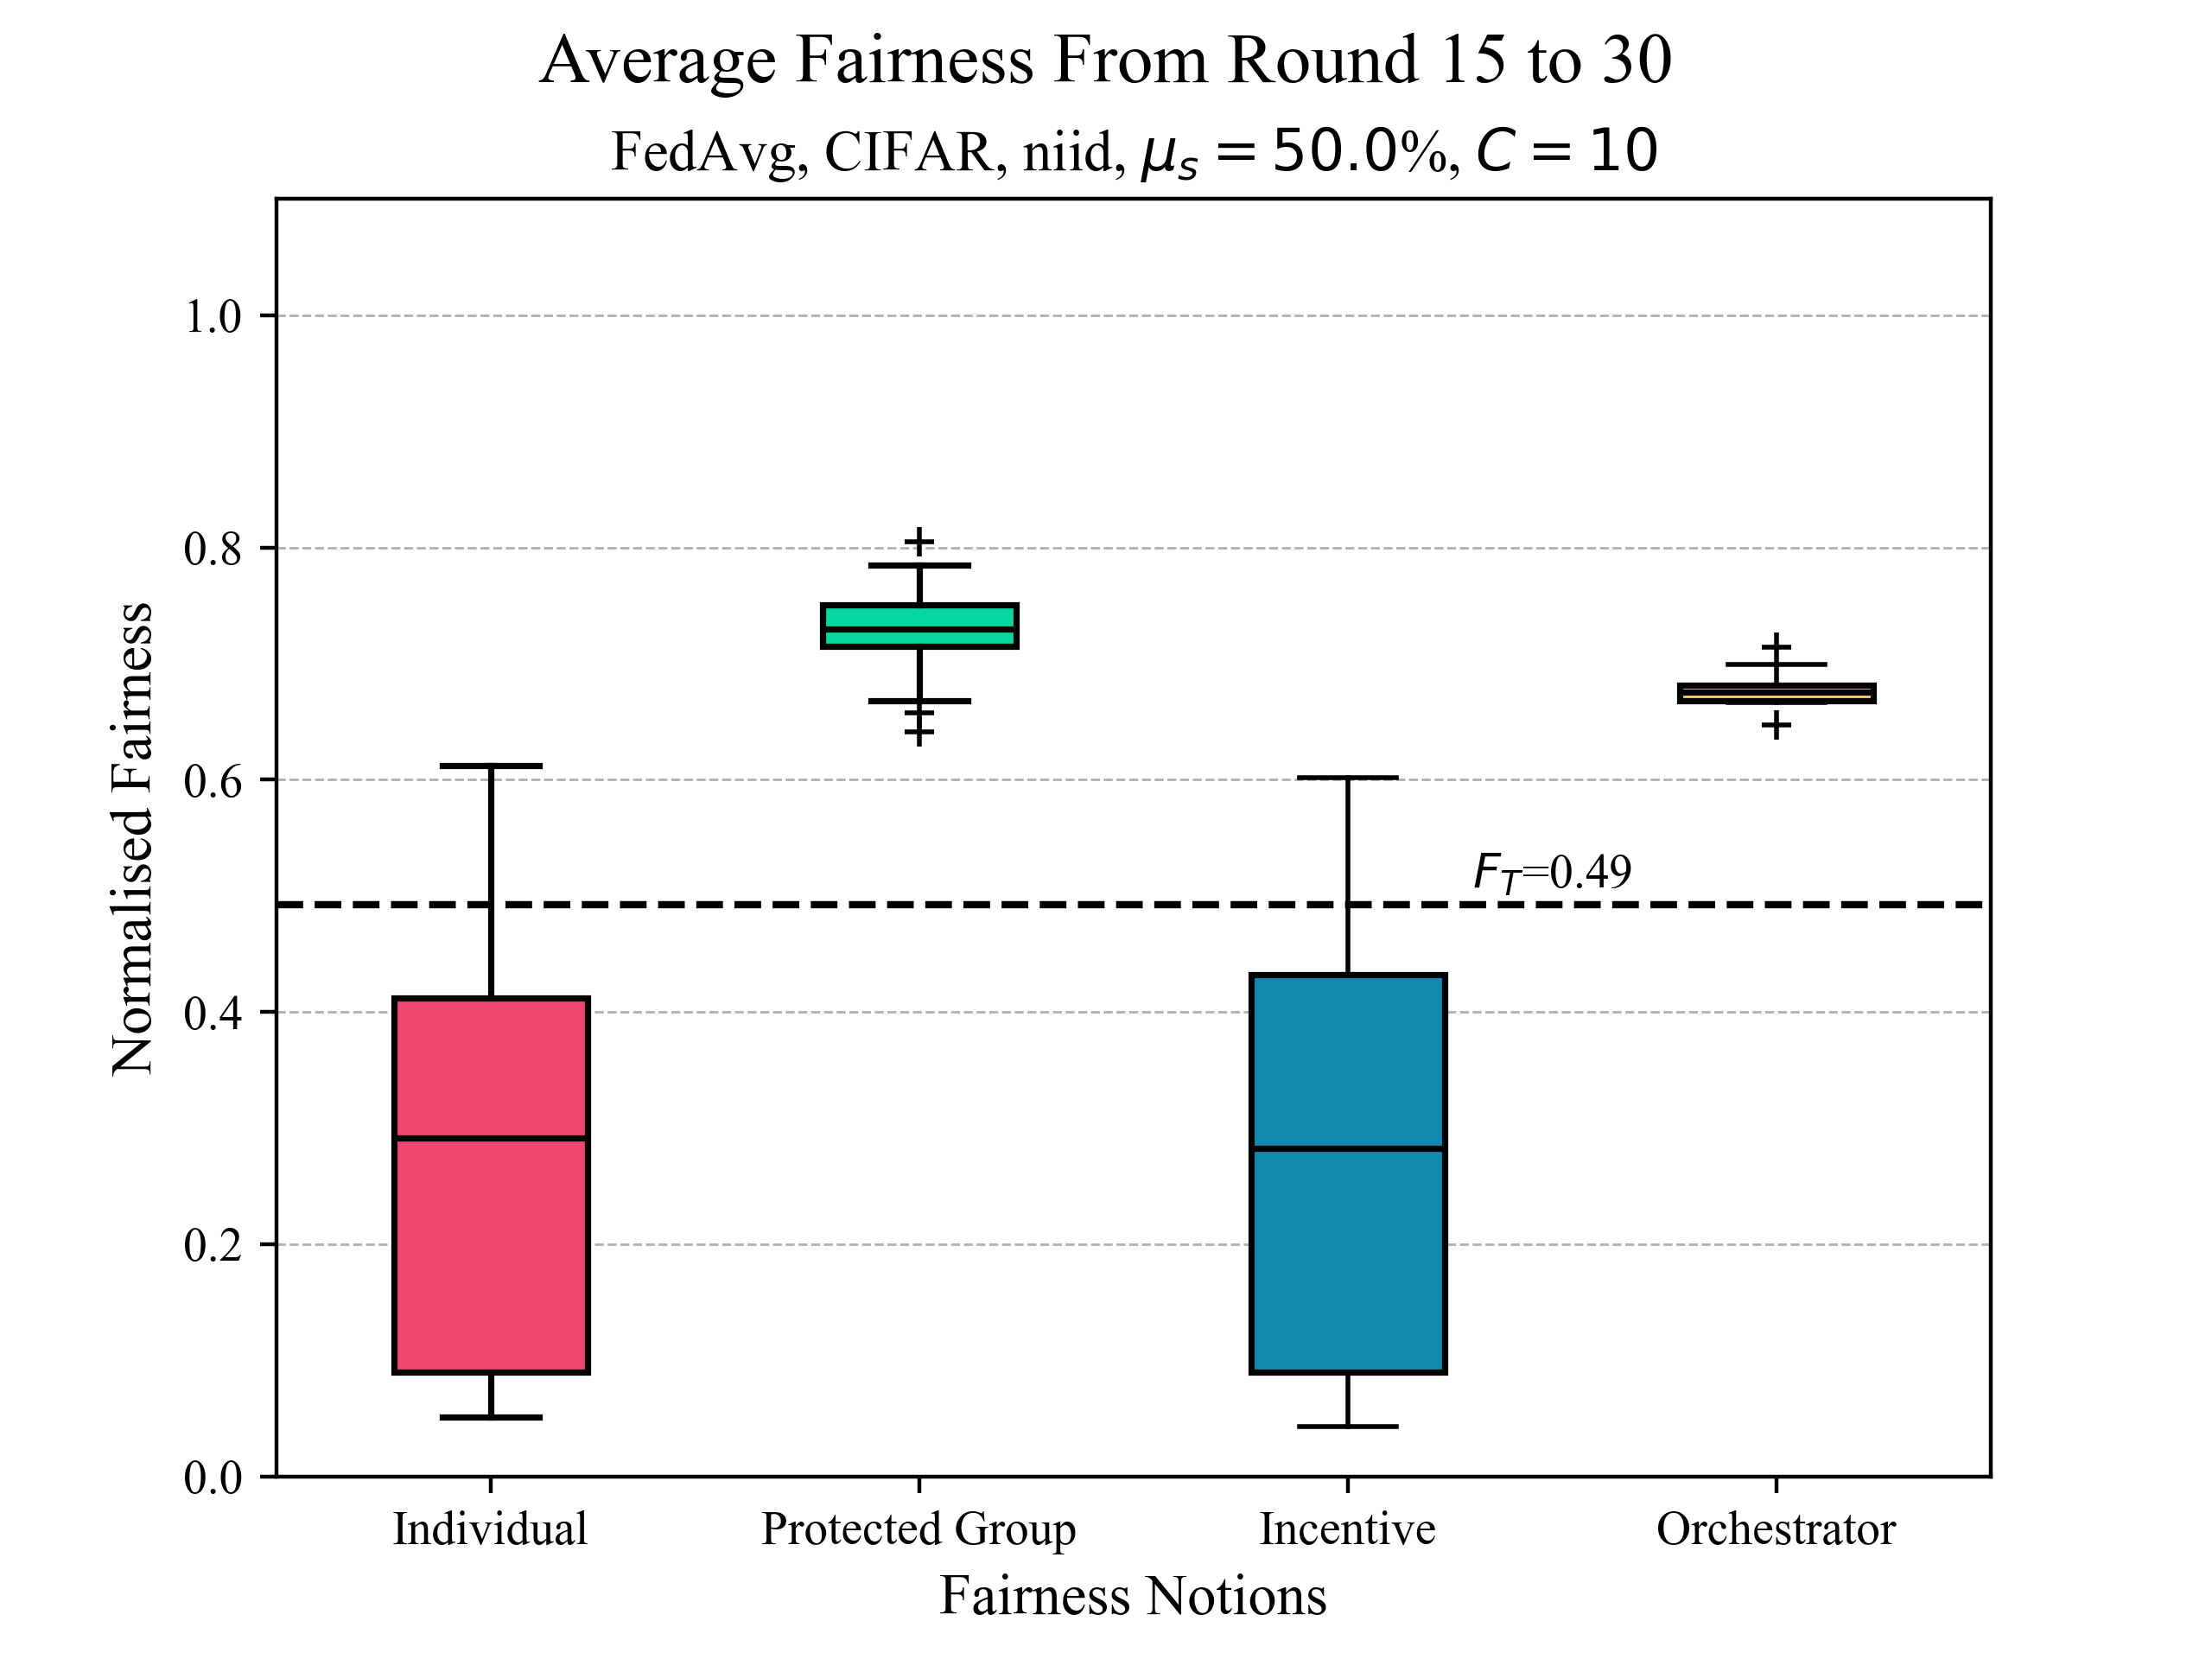 Average Fairness From Round 15 to 30
FedAvg, CIFAR, niid, μₛ = 50.0%, C = 10
1.0
0.8
0.6
0.4
0.2
0.0
Normalised Fairness
F_T=0.49
Individual
Protected Group
Incentive
Orchestrator
Fairness Notions